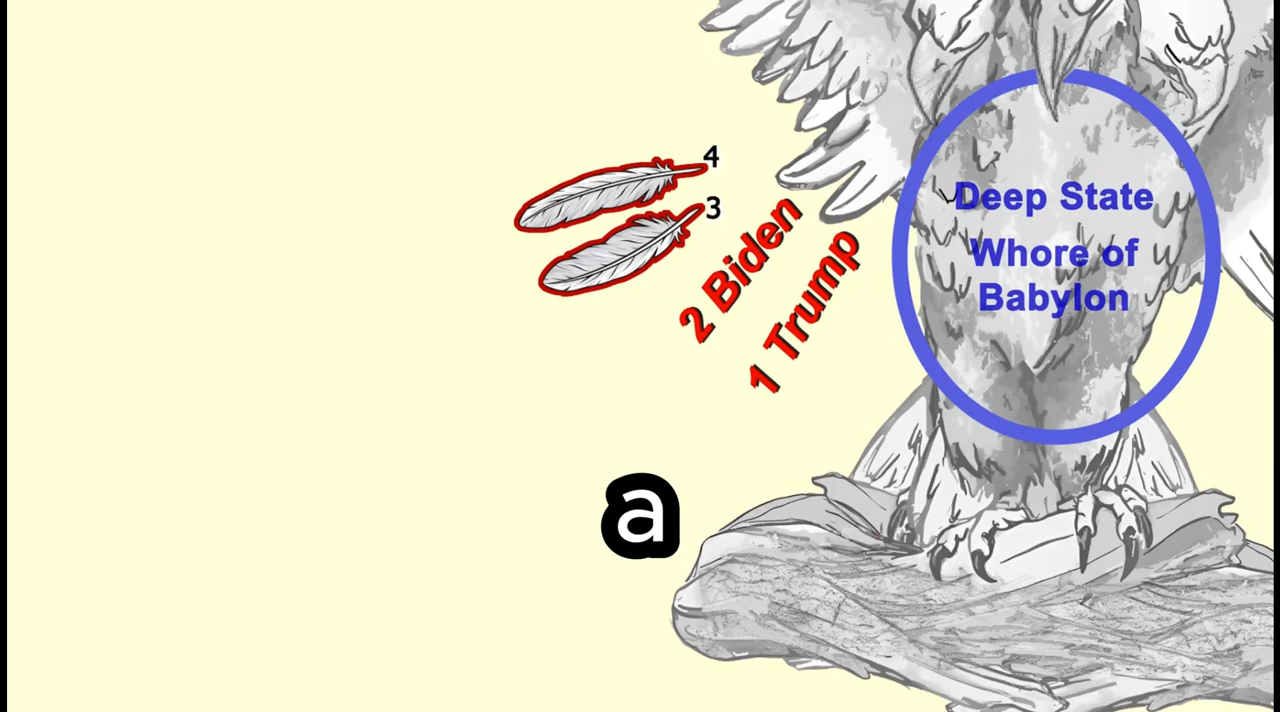 4
3
2 Biden
1 Trump
Deep State
Whore of
Babylon
a